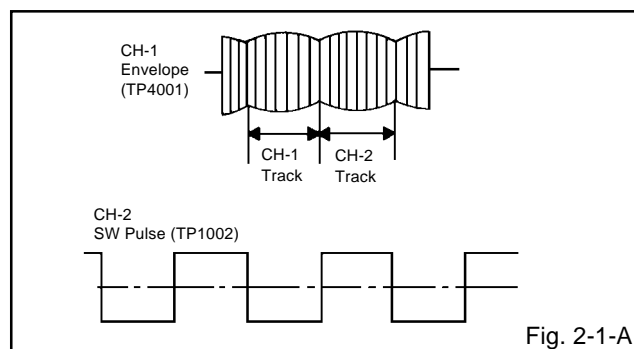 CH-1
Envelope
(TP4001)
CH-1
Track
CH-2
Track
CH-2
SW Pulse (TP1002)
Fig. 2-1-A